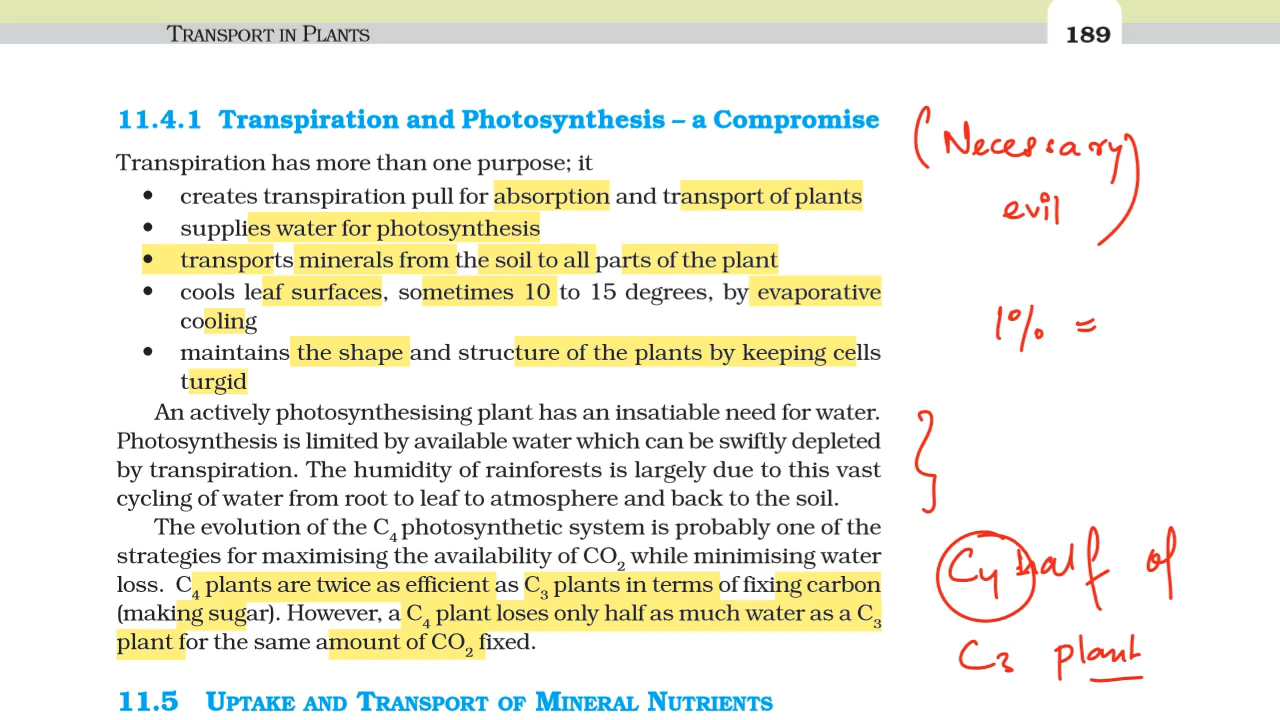 TRANSPORT IN PLANTS
189
11.4.1 Transpiration and Photosynthesis – a Compromise
Transpiration has more than one purpose; it
• creates transpiration pull for absorption and transport of plants
• supplies water for photosynthesis
• transports minerals from the soil to all parts of the plant
• cools leaf surfaces, sometimes 10 to 15 degrees, by evaporative
cooling
• maintains the shape and structure of the plants by keeping cells
turgid
An actively photosynthesising plant has an insatiable need for water.
Photosynthesis is limited by available water which can be swiftly depleted
by transpiration. The humidity of rainforests is largely due to this vast
cycling of water from root to leaf to atmosphere and back to the soil.
The evolution of the C₄ photosynthetic system is probably one of the
strategies for maximising the availability of CO₂ while minimising water
loss. C₄ plants are twice as efficient as C₃ plants in terms of fixing carbon
(making sugar). However, a C₄ plant loses only half as much water as a C₃
plant for the same amount of CO₂ fixed.
11.5 UPTAKE AND TRANSPORT OF MINERAL NUTRIENTS
(Necessary
evil)
1% =
C4 half of
C3 plant